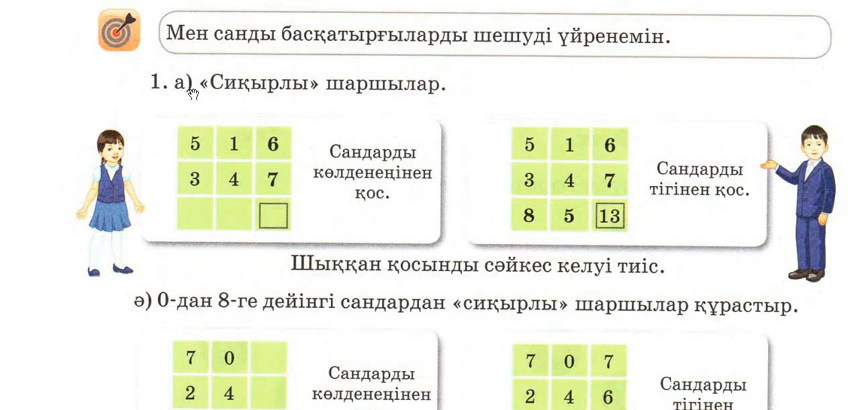 Мен санды басқатырғыларды шешуді үйренемін.
1. а) «Сиқырлы» шаршылар.
5 1 6
3 4 7
Сандарды
көлденеңінен
қос.
5 1 6
3 4 7
8 5 13
Сандарды
тігінен қос.
Шыққан қосынды сәйкес келуі тиіс.
ә) 0-дан 8-ге дейінгі сандардан «сиқырлы» шаршылар құрастыр.
7 0
2 4
Сандарды
көлденеңінен
7 0 7
2 4 6
Сандарды
тігінен